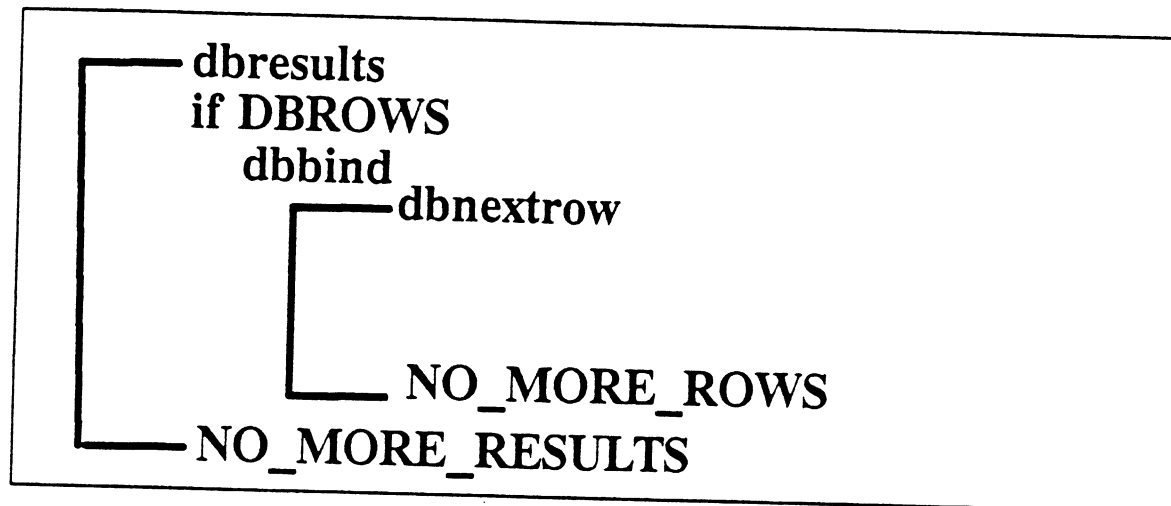 dbresults
if DBROWS
dbbind
dbnextrow
NO_MORE_ROWS
NO_MORE_RESULTS